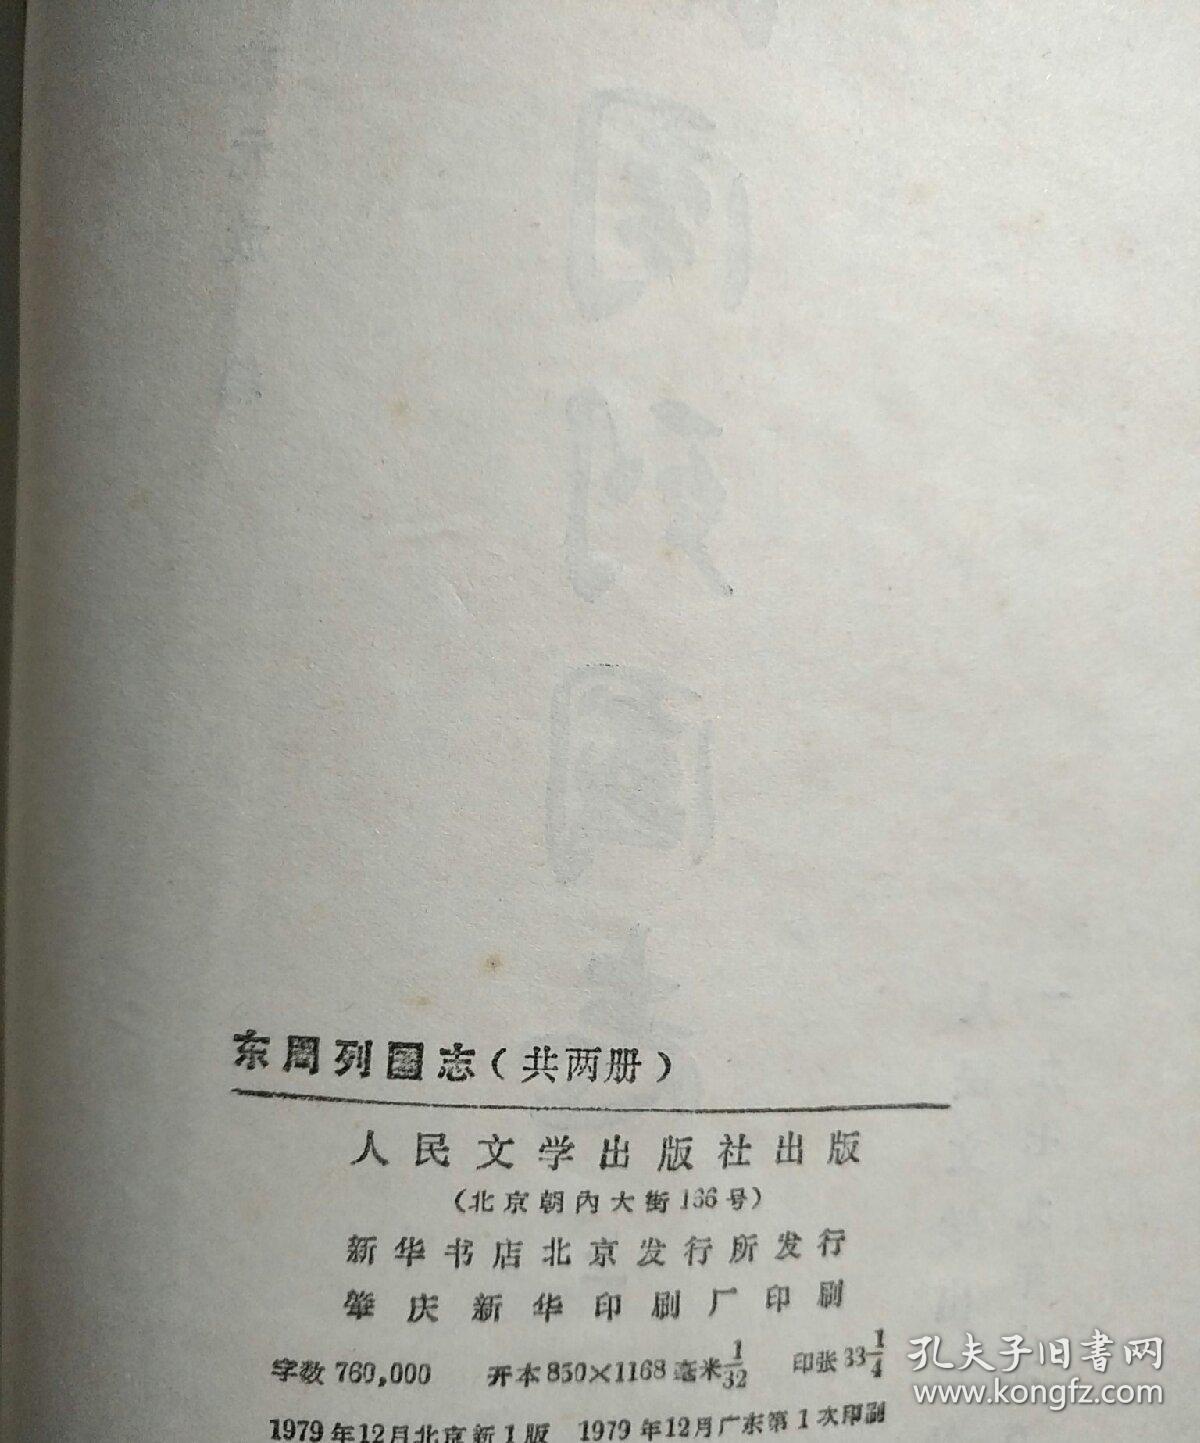 东周列国志（共两册）
人民文学出版社出版
（北京朝内大街166号）
新华书店北京发行所发行
肇庆新华印刷厂印刷
字数 760,000 开本 850×1168 毫米 1/32 印张 33 1/4
1979年12月北京新1版 1979年12月广东第1次印刷
孔夫子旧书网
www.kongfz.com